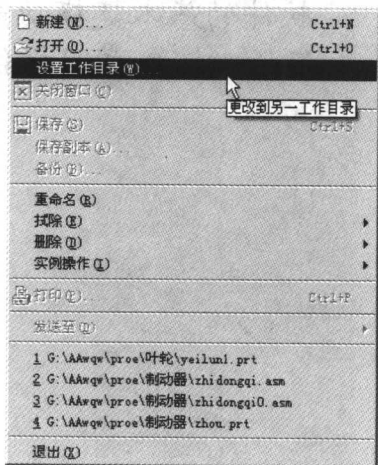 新建(N)... Ctrl+N
打开(O)... Ctrl+O
设置工作目录(W)...
关闭窗口(C)
更改到另一工作目录
保存(S) Ctrl+S
保存副本(A)...
备份(B)...
重命名(R)
拭除(E)
删除(D)
实例操作(I)
打印(P)... Ctrl+P
发送至(D)
1 G:\AAwqw\proe\叶轮\yeilun1.prt
2 G:\AAwqw\proe\制动器\zhidongqi.asm
3 G:\AAwqw\proe\制动器\zhidongqi0.asm
4 G:\AAwqw\proe\制动器\zhou.prt
退出(X)